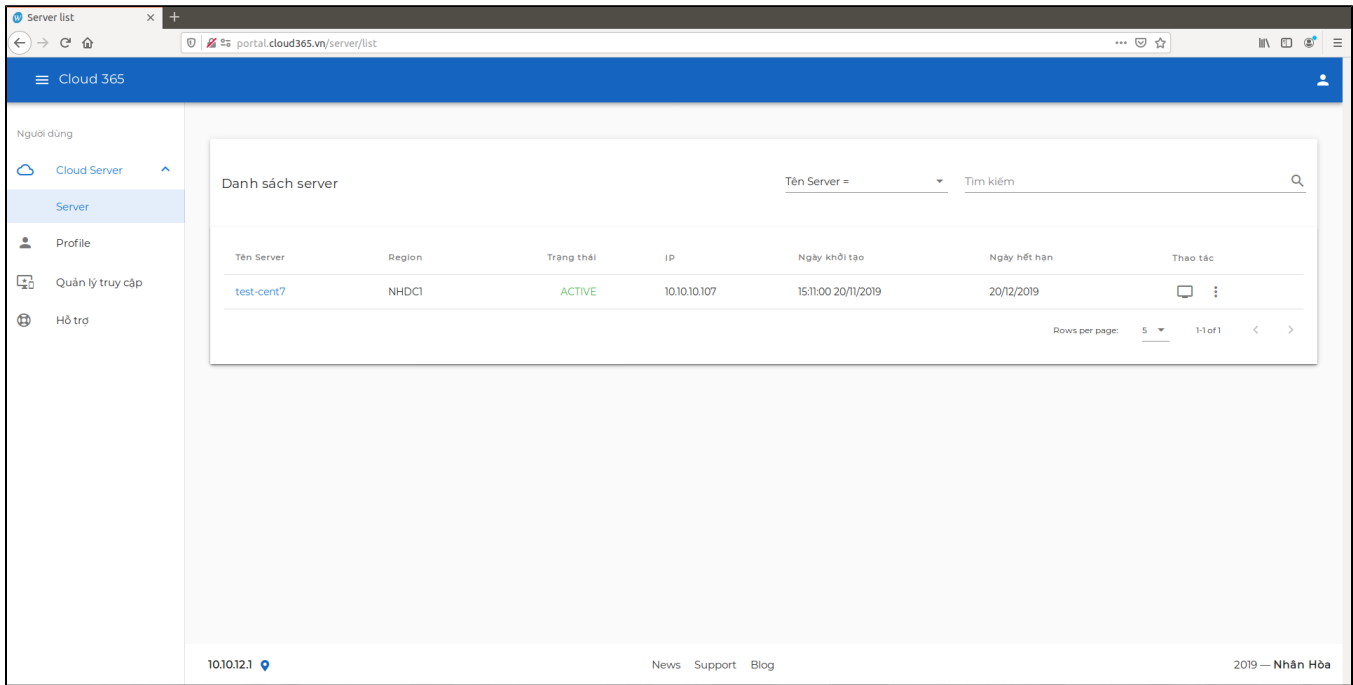 Server list
portal.cloud365.vn/server/list
Cloud 365
Người dùng
Cloud Server
Server
Profile
Quản lý truy cập
Hỗ trợ
Danh sách server
Tên Server =
Tìm kiếm
Tên Server Region Trạng thái IP Ngày khởi tạo Ngày hết hạn Thao tác
test-cent7 NHDC1 ACTIVE 10.10.10.107 15:11:00 20/11/2019 20/12/2019
Rows per page: 5 1-1 of 1
10.10.12.1 News Support Blog 2019 — Nhân Hòa